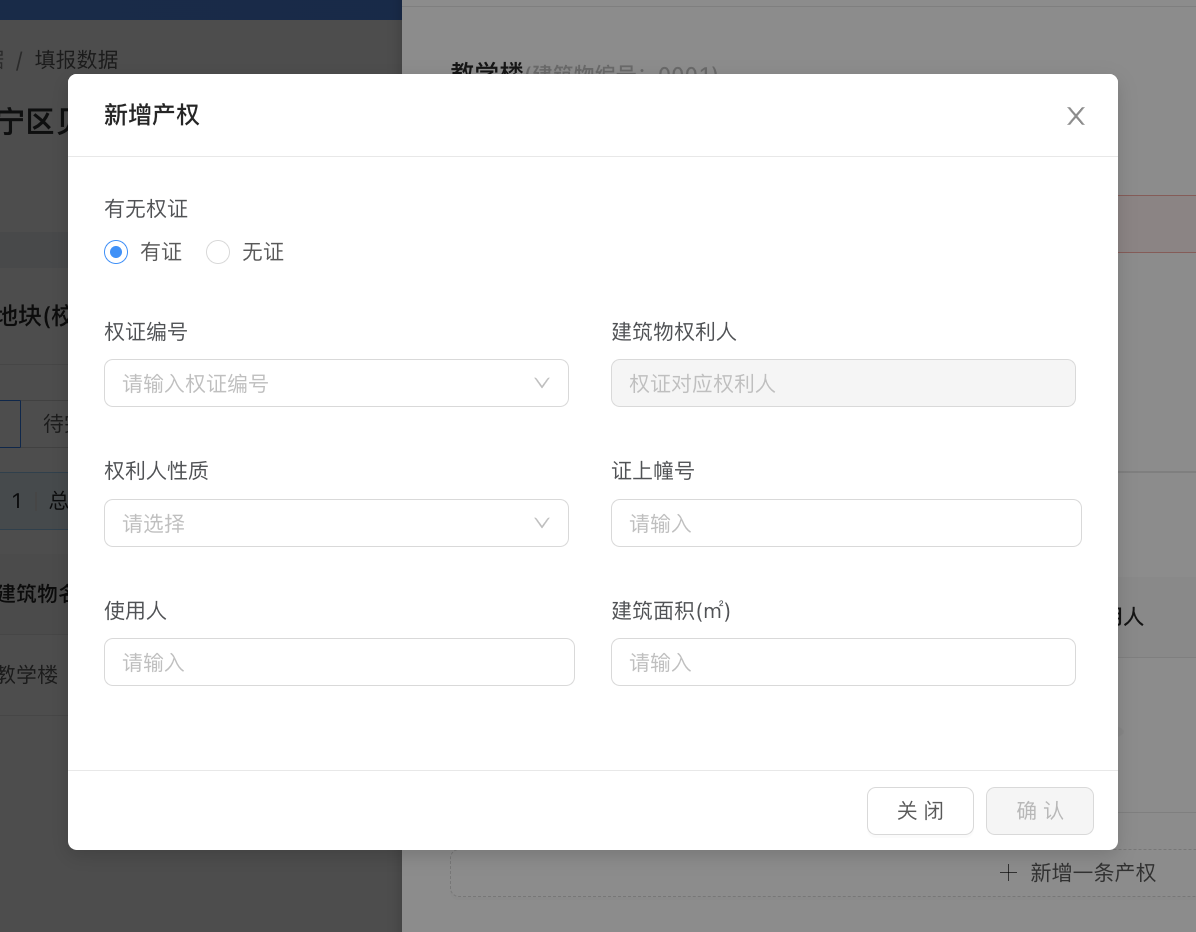 / 填报数据
教学楼(建筑物编号：0001)
宁区
新增产权
有无权证
有证 无证
地块(校
权证编号 建筑物权利人
请输入权证编号 权证对应权利人
待
权利人性质 证上幢号
1 总
请选择 请输入
建筑物名
使用人 建筑面积(㎡)
用人
请输入 请输入
教学楼
关 闭 确 认
新增一条产权